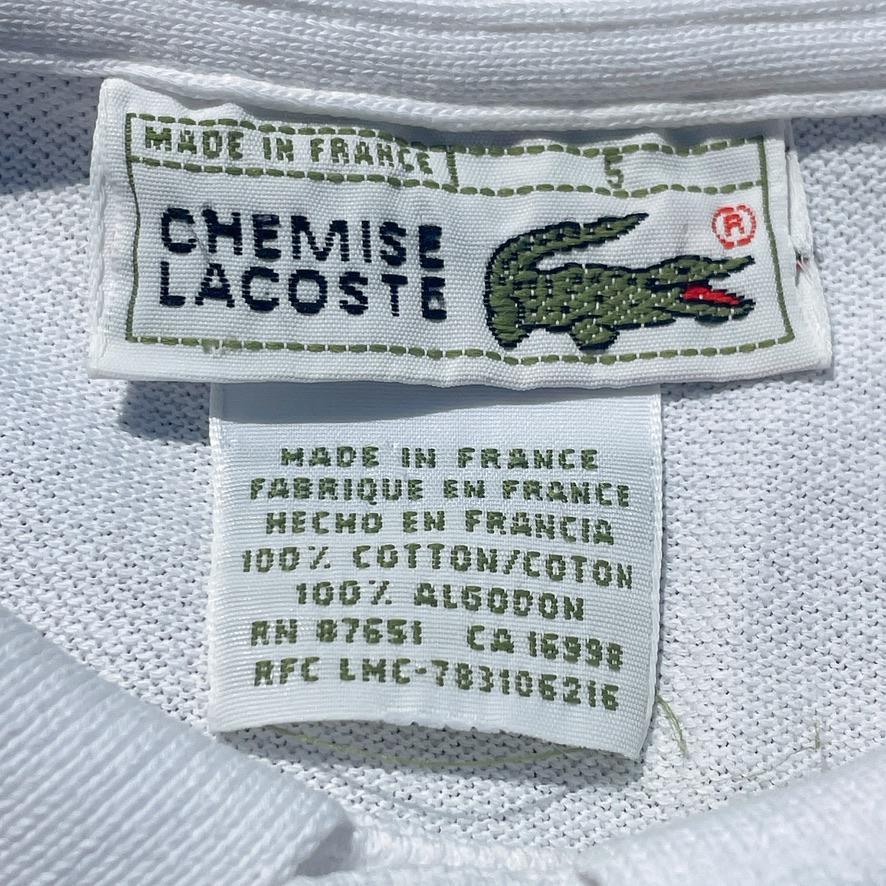 MADE IN FRANCE 5
CHEMISE
LACOSTE
®
MADE IN FRANCE
FABRIQUE EN FRANCE
HECHO EN FRANCIA
100% COTTON/COTON
100% ALGODON
RN 87651 CA 16998
RFC LMC-783106216